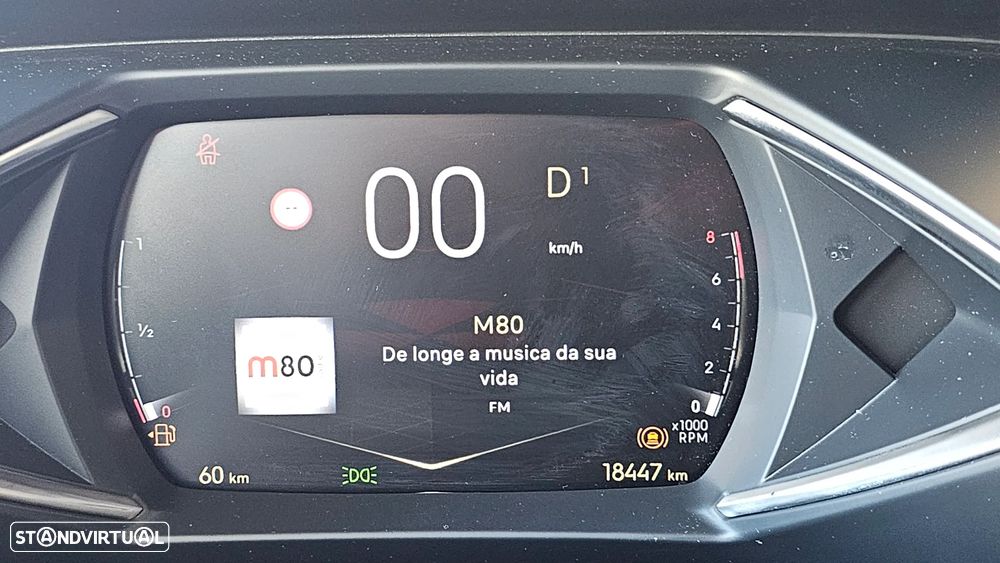 00
D 1
km/h
--
1
1/2
0
8
6
4
2
0
x1000
RPM
m80
M80
De longe a musica da sua
vida
FM
60 km
18447 km
STANDVIRTUAL